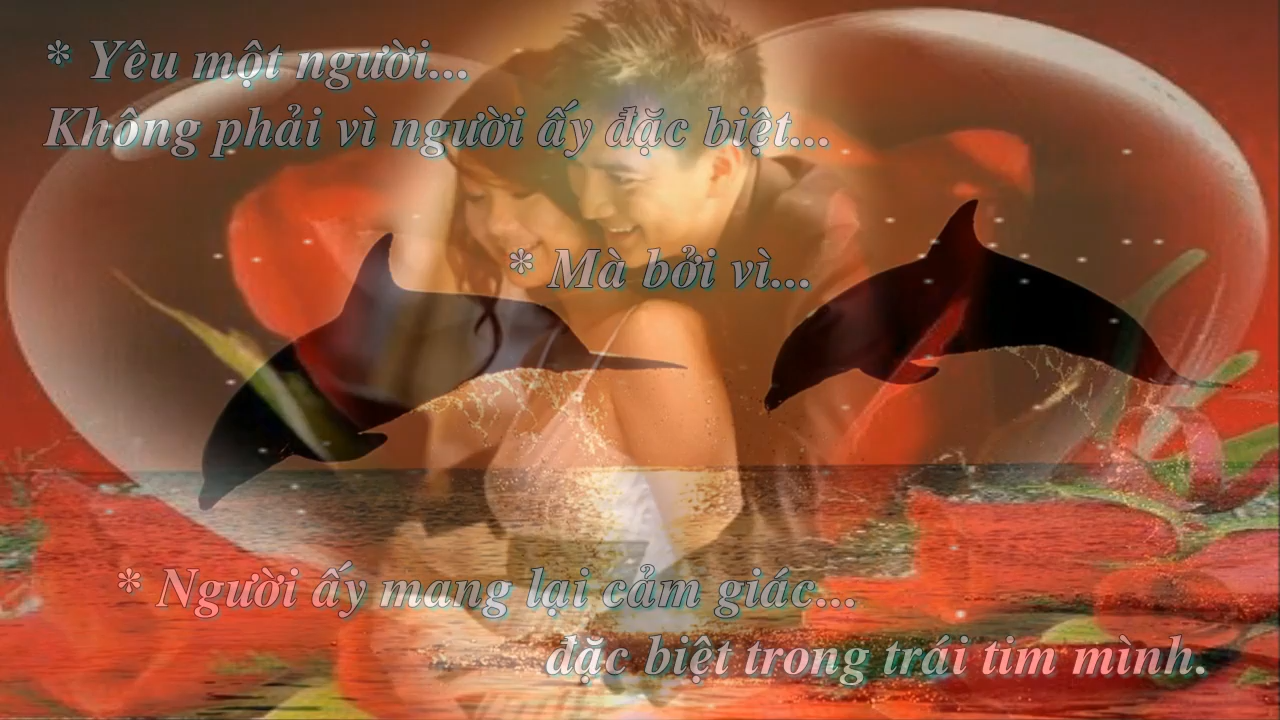 * Yêu một người...
Không phải vì người ấy đặc biệt...
* Mà bởi vì...
* Người ấy mang lại cảm giác...
đặc biệt trong trái tim mình.